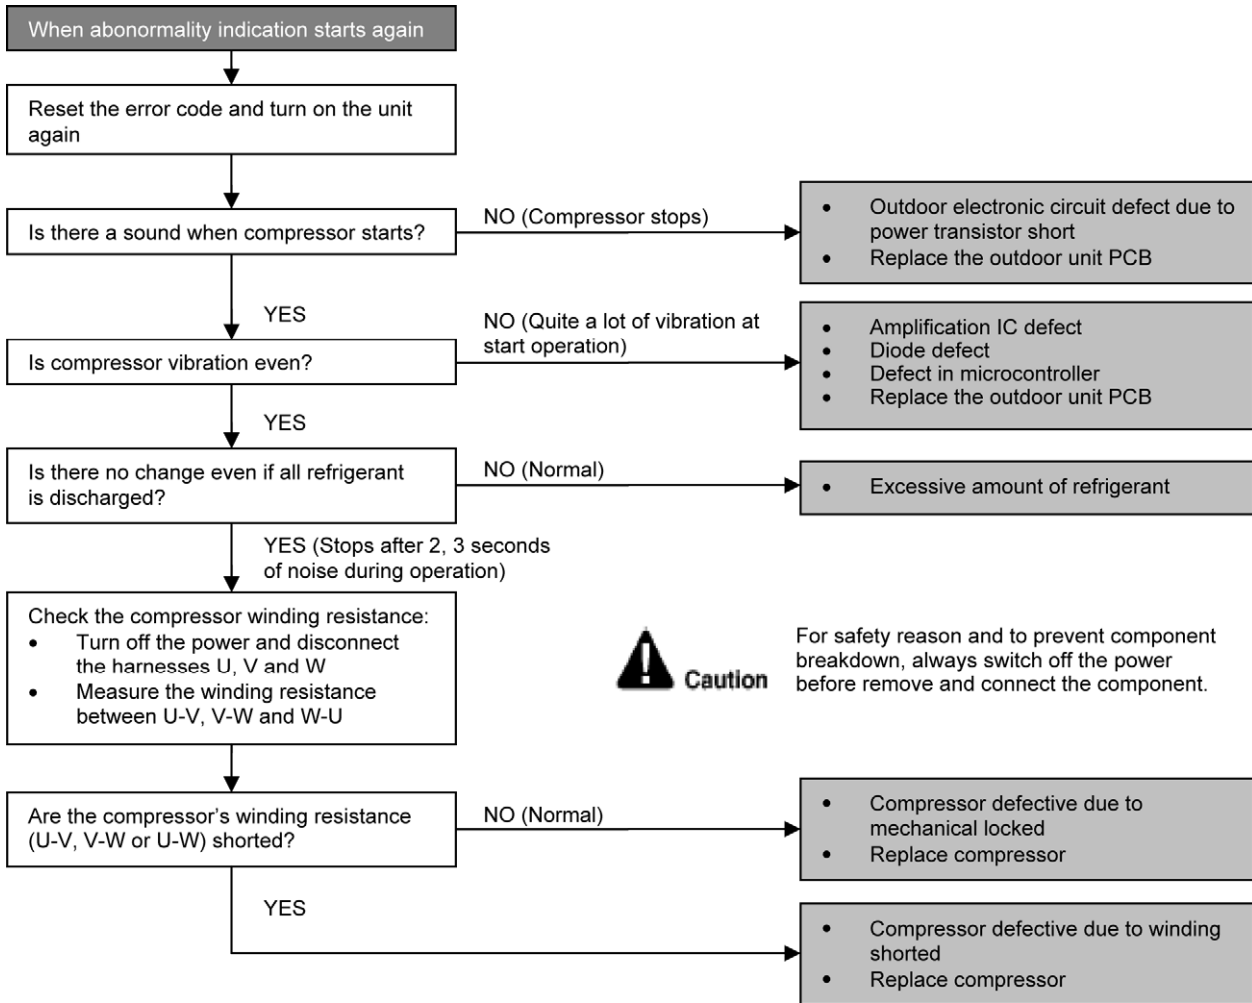 When abonormality indication starts again
Reset the error code and turn on the unit
again
Is there a sound when compressor starts?
NO (Compressor stops)
• Outdoor electronic circuit defect due to
power transistor short
• Replace the outdoor unit PCB
YES
Is compressor vibration even?
NO (Quite a lot of vibration at
start operation)
• Amplification IC defect
• Diode defect
• Defect in microcontroller
• Replace the outdoor unit PCB
YES
Is there no change even if all refrigerant
is discharged?
NO (Normal)
• Excessive amount of refrigerant
YES (Stops after 2, 3 seconds
of noise during operation)
Check the compressor winding resistance:
• Turn off the power and disconnect
the harnesses U, V and W
• Measure the winding resistance
between U-V, V-W and W-U
Caution
For safety reason and to prevent component
breakdown, always switch off the power
before remove and connect the component.
Are the compressor’s winding resistance
(U-V, V-W or U-W) shorted?
NO (Normal)
• Compressor defective due to
mechanical locked
• Replace compressor
YES
• Compressor defective due to winding
shorted
• Replace compressor